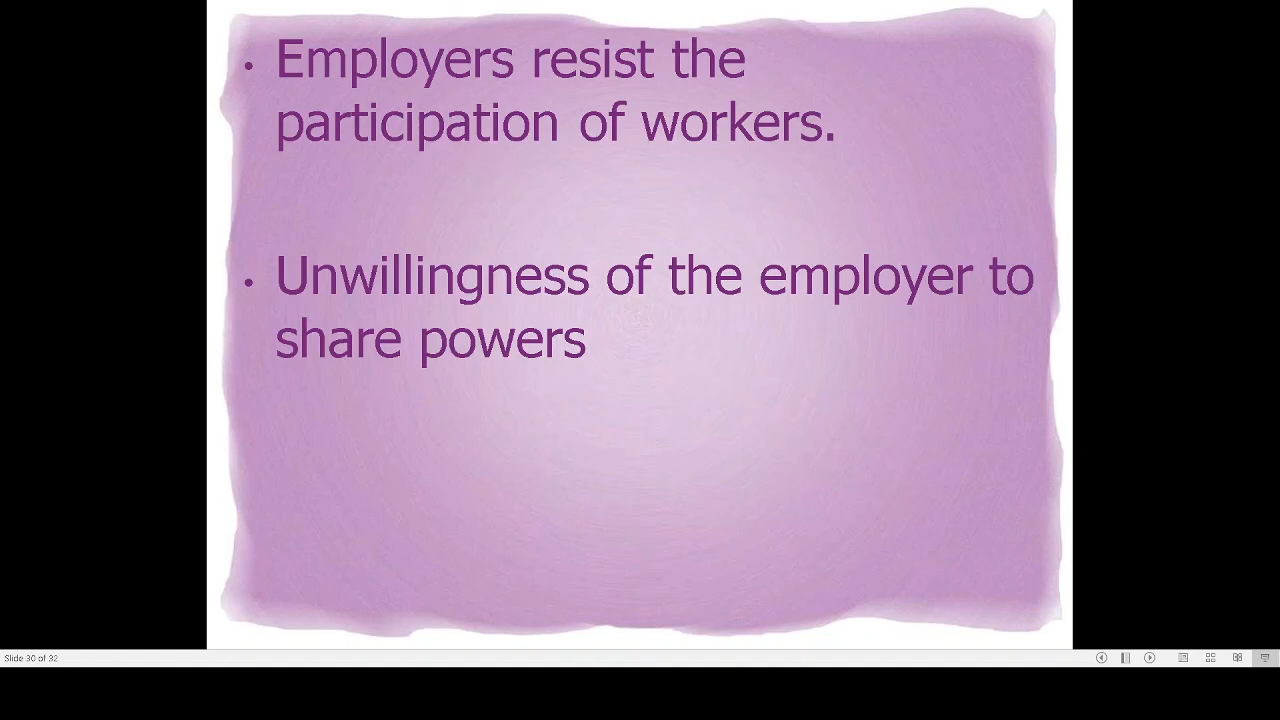 • Employers resist the
participation of workers.
• Unwillingness of the employer to
share powers
Slide 30 of 32